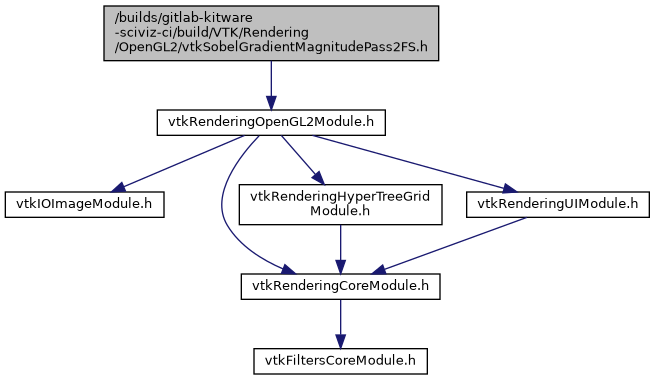 /builds/gitlab-kitware
-sciviz-ci/build/VTK/Rendering
/OpenGL2/vtkSobelGradientMagnitudePass2FS.h
vtkRenderingOpenGL2Module.h
vtkIOImageModule.h
vtkRenderingHyperTreeGrid
Module.h
vtkRenderingUIModule.h
vtkRenderingCoreModule.h
vtkFiltersCoreModule.h